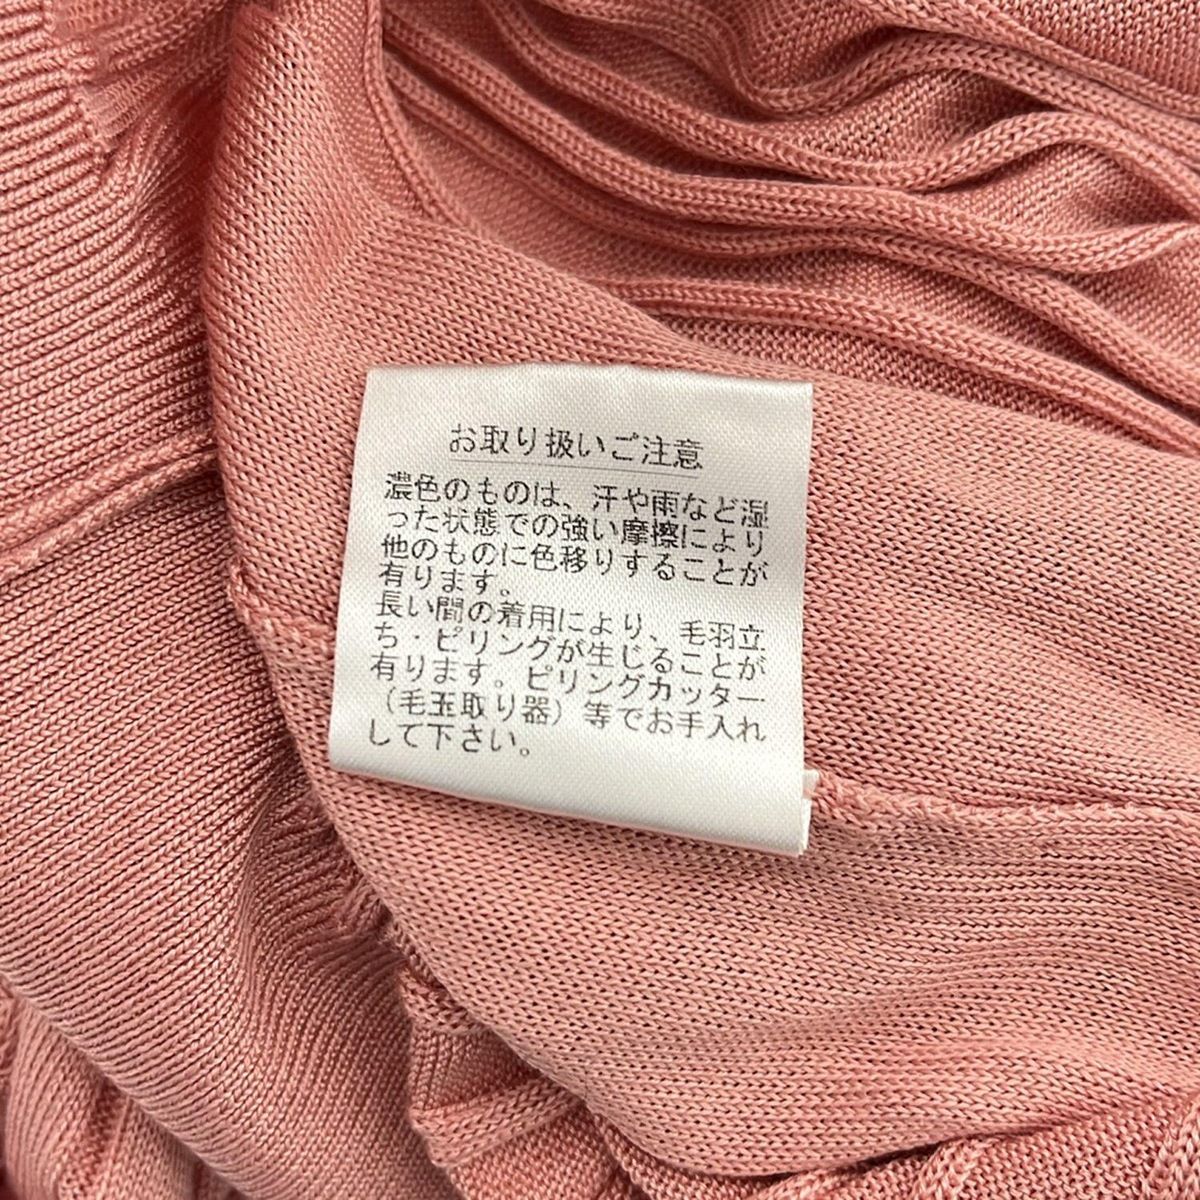 お取り扱いご注意
濃色のものは、汗や雨など湿
った状態での強い摩擦により
他のものに色移りすることが
有ります。
長い間の着用により、毛羽立
ち・ピリングが生じることが
有ります。ピリングカッター
（毛玉取り器）等でお手入れ
して下さい。